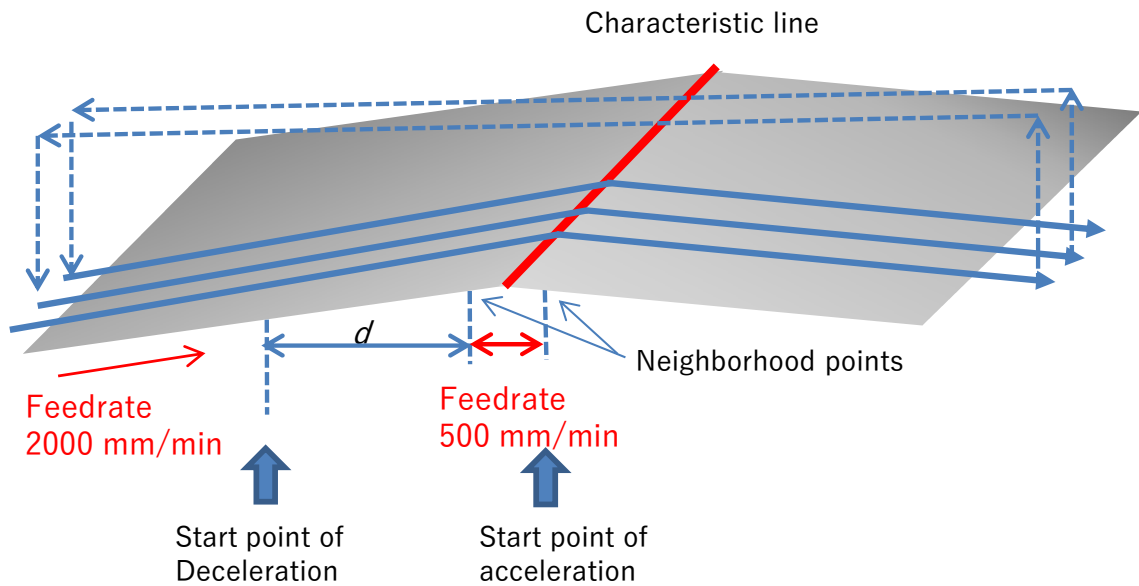 Characteristic line
d
Neighborhood points
Feedrate
2000 mm/min
Feedrate
500 mm/min
Start point of
Deceleration
Start point of
acceleration